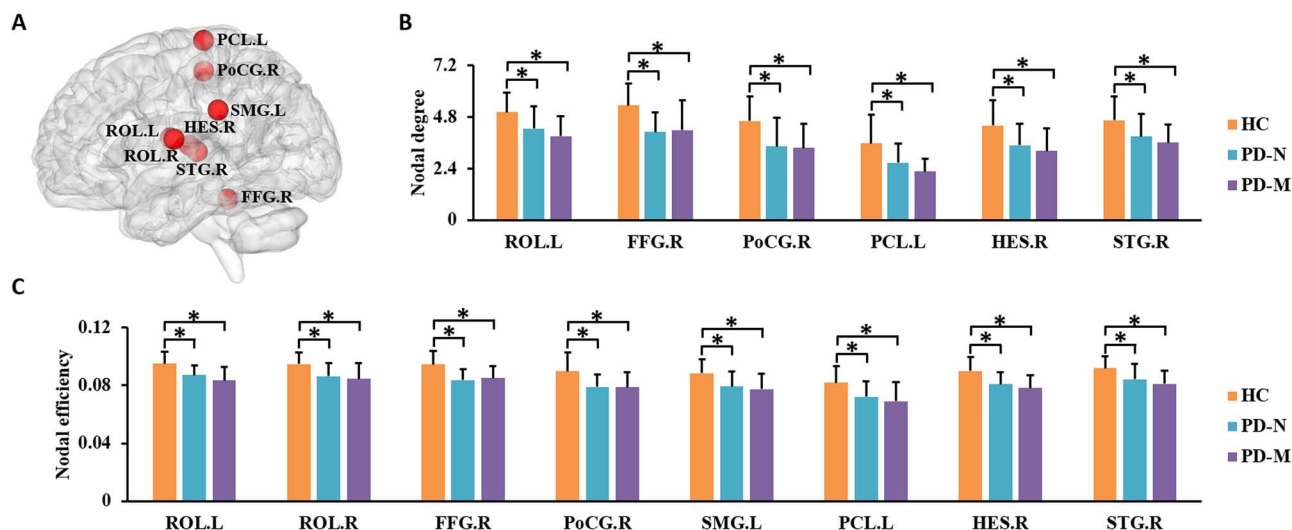 A
PCL.L
PoCG.R
SMG.L
ROL.L
HES.R
ROL.R
STG.R
FFG.R
B
Nodal degree
7.2
4.8
2.4
0
* * * * * * * * * * * *
ROL.L FFG.R PoCG.R PCL.L HES.R STG.R
HC
PD-N
PD-M
C
Nodal efficiency
0.12
0.08
0.04
0
* * * * * * * * * * * * * * * *
ROL.L ROL.R FFG.R PoCG.R SMG.L PCL.L HES.R STG.R
HC
PD-N
PD-M